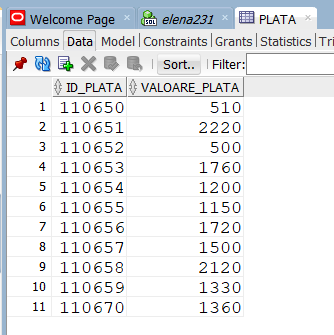 Welcome Page elena231 PLATA
Columns Data Model Constraints Grants Statistics Tri
Sort.. Filter:
ID_PLATA VALOARE_PLATA
1 110650 510
2 110651 2220
3 110652 500
4 110653 1760
5 110654 1200
6 110655 1150
7 110656 1720
8 110657 1500
9 110658 2120
10 110659 1330
11 110670 1360